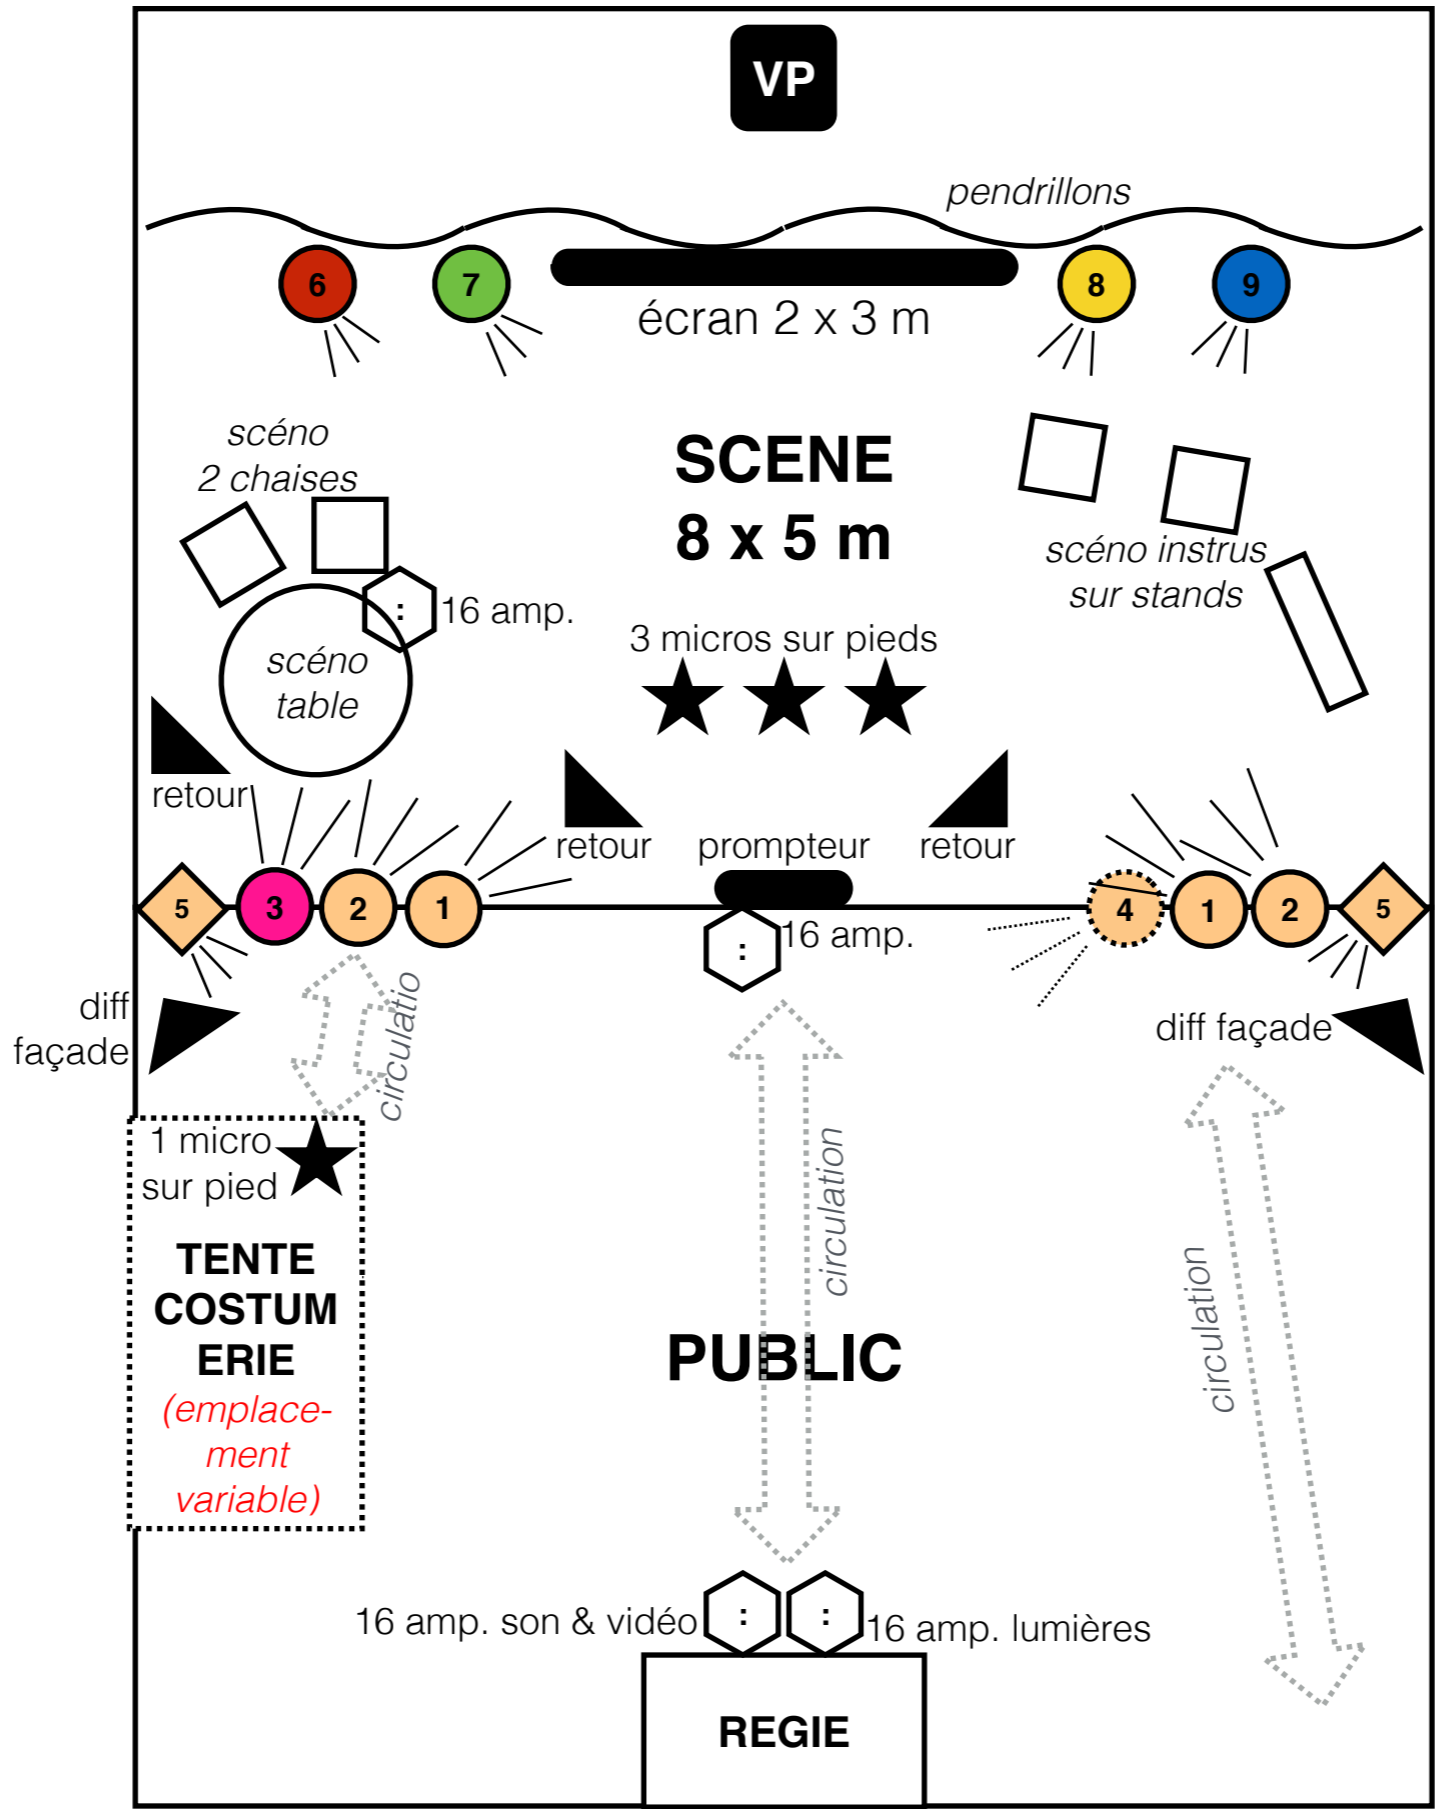 VP
pendrillons
6
7
8
9
écran 2 x 3 m
scéno
2 chaises
SCENE
8 x 5 m
scéno instrus
sur stands
:
16 amp.
3 micros sur pieds
scéno
table
retour
retour
prompteur
retour
5
3
2
1
4
1
2
5
:
16 amp.
diff
façade
circulatio
diff façade
1 micro
sur pied
circulation
TENTE
COSTUM
ERIE
(emplace-
ment
variable)
PUBLIC
circulation
16 amp. son & vidéo
:
:
16 amp. lumières
REGIE